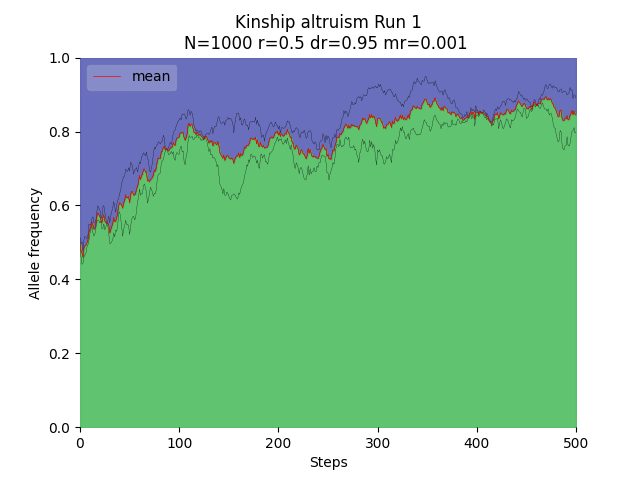 Kinship altruism Run 1
N=1000 r=0.5 dr=0.95 mr=0.001
mean
1.0
0.8
0.6
0.4
0.2
0.0
Allele frequency
0 100 200 300 400 500
Steps